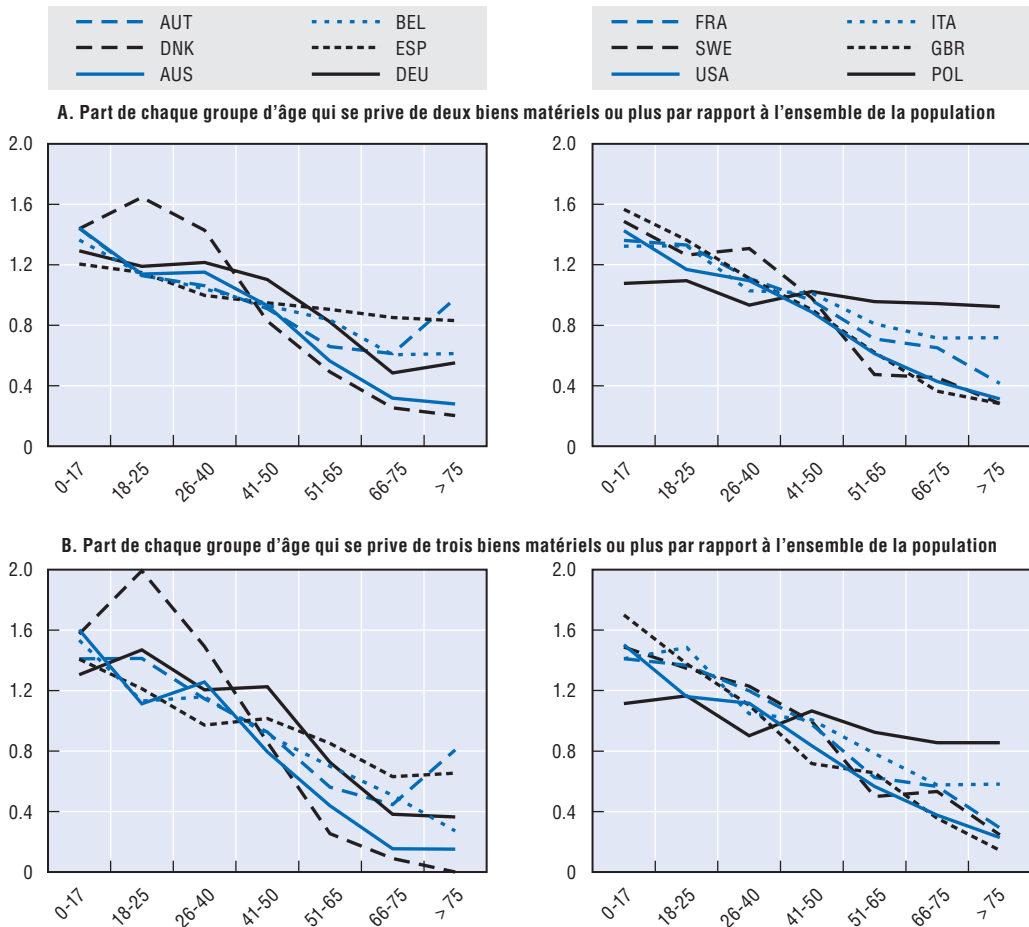 AUT BEL
DNK ESP
AUS DEU
FRA ITA
SWE GBR
USA POL
A. Part de chaque groupe d'âge qui se prive de deux biens matériels ou plus par rapport à l'ensemble de la population
2.0
1.6
1.2
0.8
0.4
0
0-17 18-25 26-40 41-50 51-65 66-75 > 75
2.0
1.6
1.2
0.8
0.4
0
0-17 18-25 26-40 41-50 51-65 66-75 > 75
B. Part de chaque groupe d'âge qui se prive de trois biens matériels ou plus par rapport à l'ensemble de la population
2.0
1.6
1.2
0.8
0.4
0
0-17 18-25 26-40 41-50 51-65 66-75 > 75
2.0
1.6
1.2
0.8
0.4
0
0-17 18-25 26-40 41-50 51-65 66-75 > 75